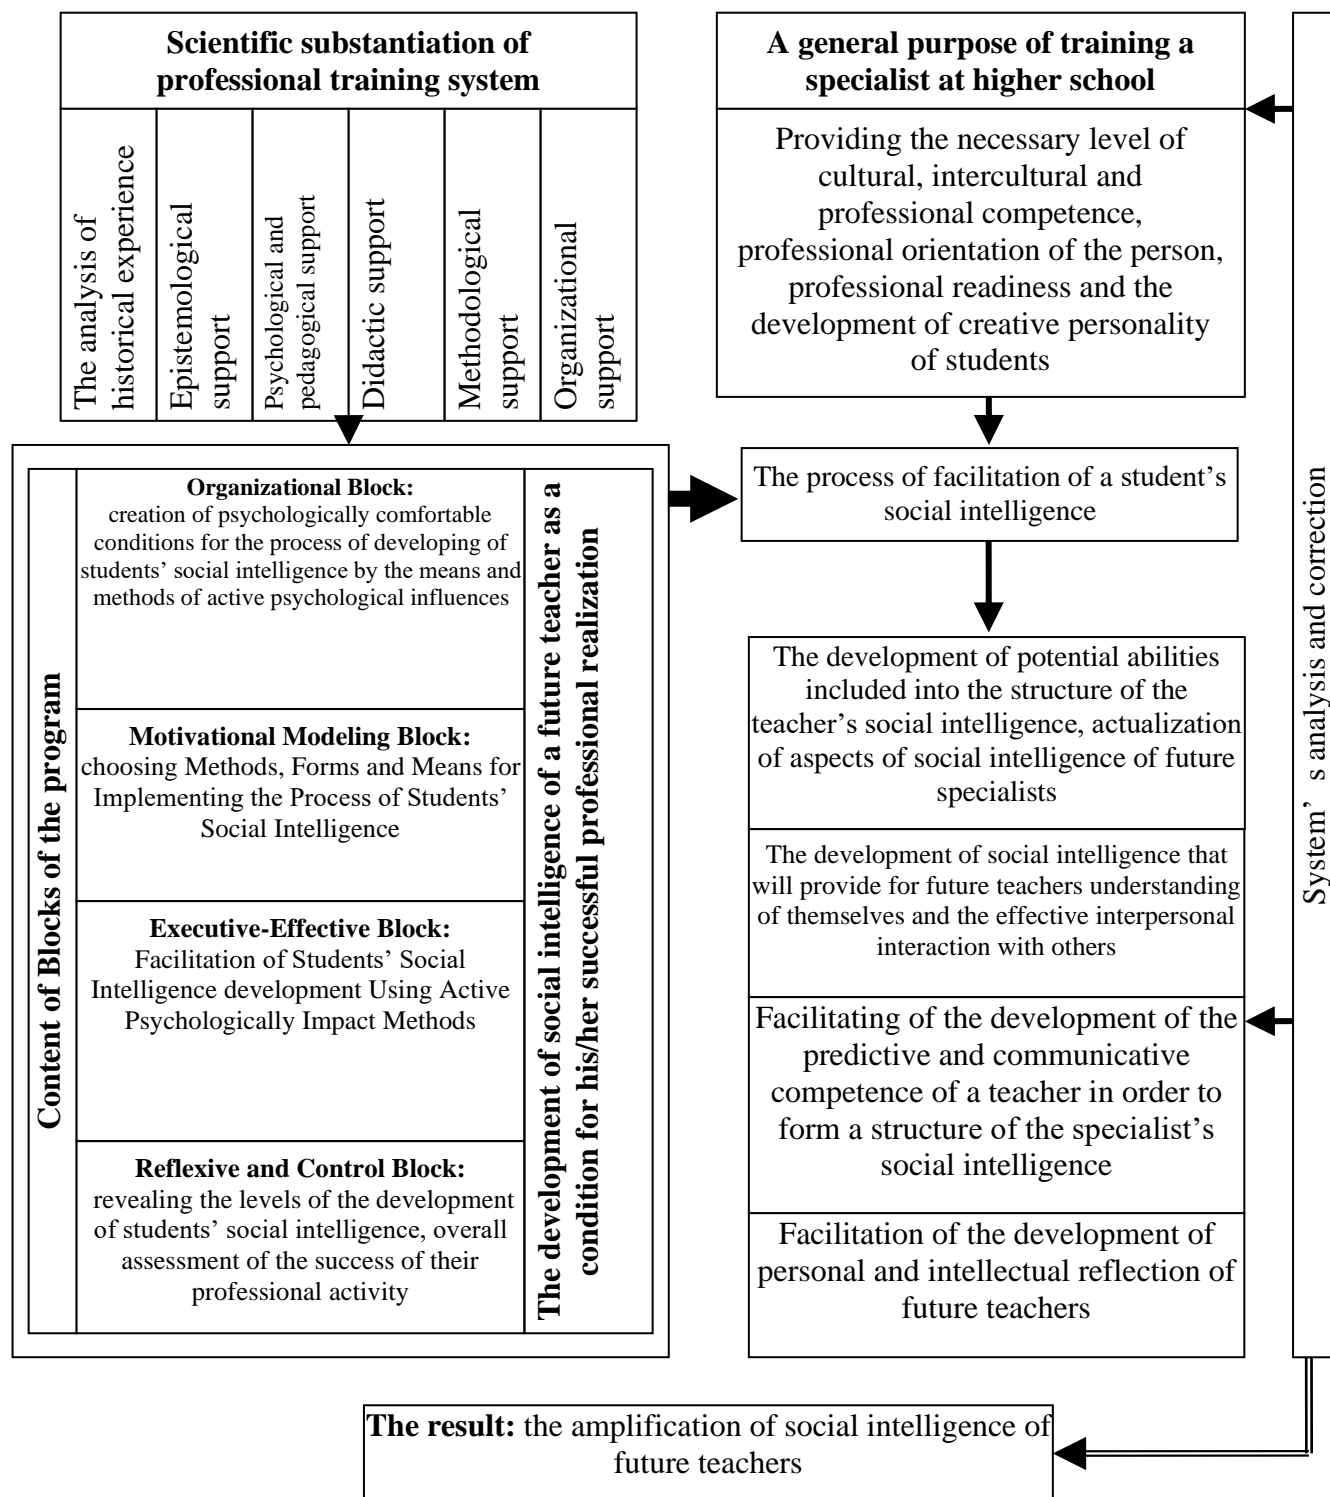 Scientific substantiation of
professional training system
The analysis of
historical experience
Epistemological
support
Psychological and
pedagogical support
Didactic support
Methodological
support
Organizational
support
A general purpose of training a
specialist at higher school
Providing the necessary level of
cultural, intercultural and
professional competence,
professional orientation of the person,
professional readiness and the
development of creative personality
of students
Content of Blocks of the program
Organizational Block:
creation of psychologically comfortable
conditions for the process of developing of
students’ social intelligence by the means and
methods of active psychological influences
Motivational Modeling Block:
choosing Methods, Forms and Means for
Implementing the Process of Students’
Social Intelligence
Executive-Effective Block:
Facilitation of Students’ Social
Intelligence development Using Active
Psychologically Impact Methods
Reflexive and Control Block:
revealing the levels of the development
of students’ social intelligence, overall
assessment of the success of their
professional activity
The development of social intelligence of a future teacher as a
condition for his/her successful professional realization
The process of facilitation of a student’s
social intelligence
The development of potential abilities
included into the structure of the
teacher’s social intelligence, actualization
of aspects of social intelligence of future
specialists
The development of social intelligence that
will provide for future teachers understanding
of themselves and the effective interpersonal
interaction with others
Facilitating of the development of the
predictive and communicative
competence of a teacher in order to
form a structure of the specialist’s
social intelligence
Facilitation of the development of
personal and intellectual reflection of
future teachers
System’s analysis and correction
The result: the amplification of social intelligence of
future teachers